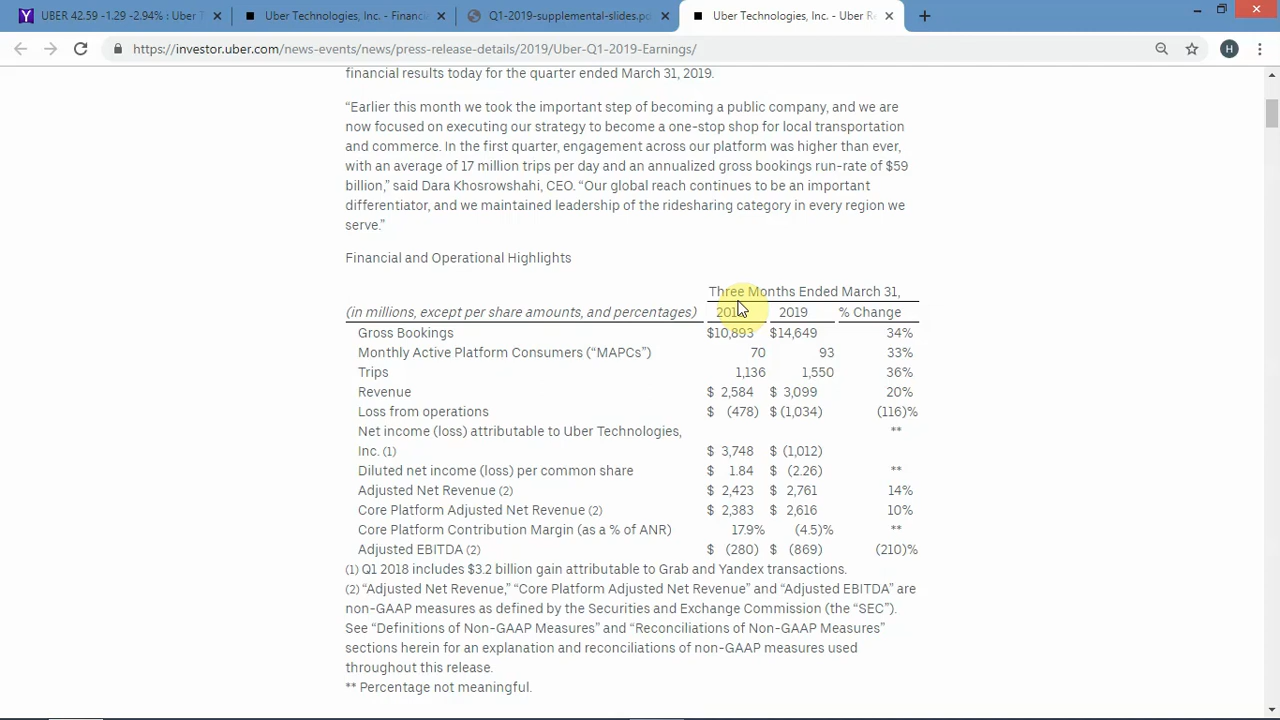 UBER 42.59 -1.29 -2.94% : Uber T
Uber Technologies, Inc. - Financi
Q1-2019-supplemental-slides.pd
Uber Technologies, Inc. - Uber Re
https://investor.uber.com/news-events/news/press-release-details/2019/Uber-Q1-2019-Earnings/
H
financial results today for the quarter ended March 31, 2019.
“Earlier this month we took the important step of becoming a public company, and we are
now focused on executing our strategy to become a one-stop shop for local transportation
and commerce. In the first quarter, engagement across our platform was higher than ever,
with an average of 17 million trips per day and an annualized gross bookings run-rate of $59
billion,” said Dara Khosrowshahi, CEO. “Our global reach continues to be an important
differentiator, and we maintained leadership of the ridesharing category in every region we
serve.”
Financial and Operational Highlights
Three Months Ended March 31,
(in millions, except per share amounts, and percentages) 2019 % Change
Gross Bookings $10,893 $14,649 34%
Monthly Active Platform Consumers (“MAPCs”) 70 93 33%
Trips 1,136 1,550 36%
Revenue $ 2,584 $ 3,099 20%
Loss from operations $ (478) $ (1,034) (116)%
Net income (loss) attributable to Uber Technologies, **
Inc. (1) $ 3,748 $ (1,012)
Diluted net income (loss) per common share $ 1.84 $ (2.26) **
Adjusted Net Revenue (2) $ 2,423 $ 2,761 14%
Core Platform Adjusted Net Revenue (2) $ 2,383 $ 2,616 10%
Core Platform Contribution Margin (as a % of ANR) 17.9% (4.5)% **
Adjusted EBITDA (2) $ (280) $ (869) (210)%
(1) Q1 2018 includes $3.2 billion gain attributable to Grab and Yandex transactions.
(2) “Adjusted Net Revenue,” “Core Platform Adjusted Net Revenue” and “Adjusted EBITDA” are
non-GAAP measures as defined by the Securities and Exchange Commission (the “SEC”).
See “Definitions of Non-GAAP Measures” and “Reconciliations of Non-GAAP Measures”
sections herein for an explanation and reconciliations of non-GAAP measures used
throughout this release.
** Percentage not meaningful.